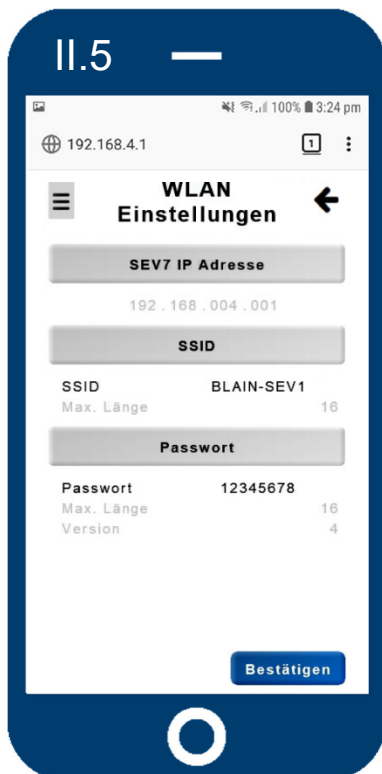 II.5
100% 3:24 pm
192.168.4.1 1
WLAN
Einstellungen
SEV7 IP Adresse
192 . 168 . 004 . 001
SSID
SSID BLAIN-SEV1
Max. Länge 16
Passwort
Passwort 12345678
Max. Länge 16
Version 4
Bestätigen